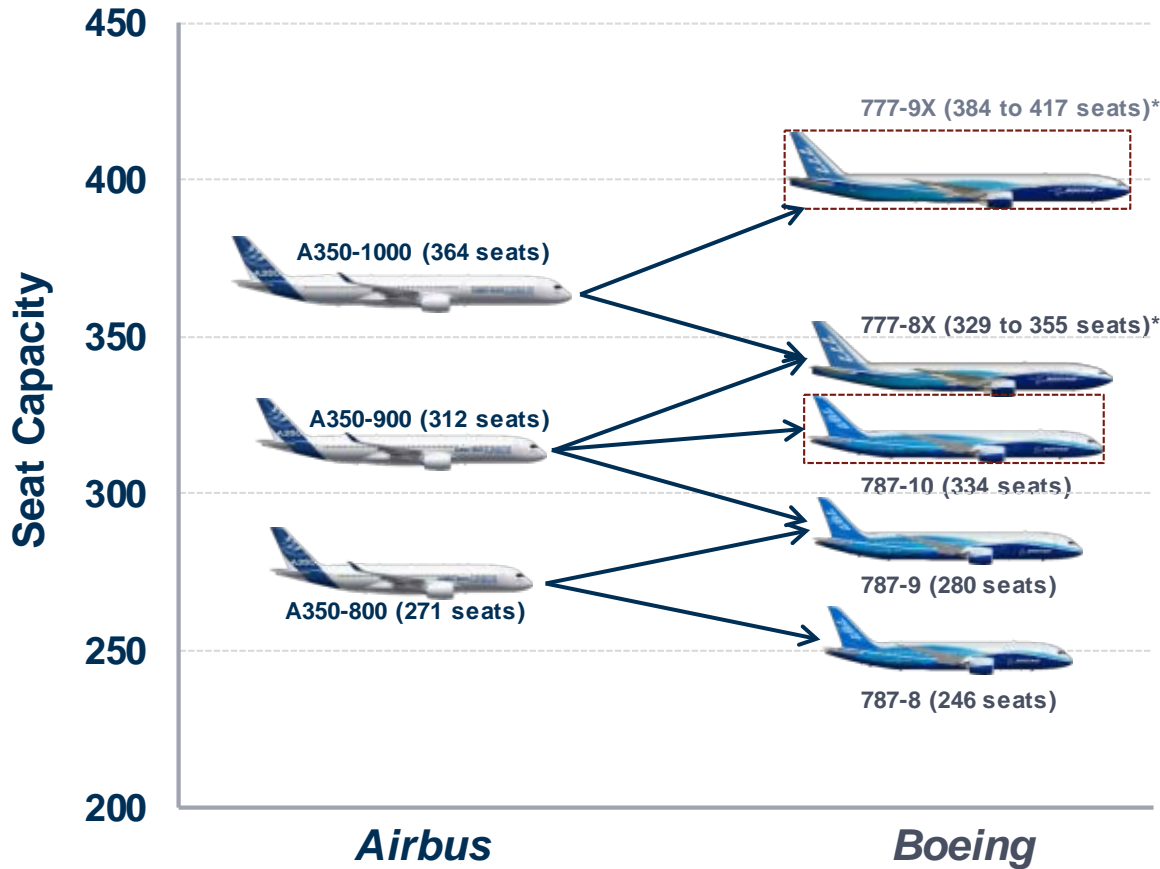 450
777-9X (384 to 417 seats)*
400
A350-1000 (364 seats)
350
777-8X (329 to 355 seats)*
A350-900 (312 seats)
300
787-10 (334 seats)
787-9 (280 seats)
A350-800 (271 seats)
250
787-8 (246 seats)
200
Seat Capacity
Airbus
Boeing